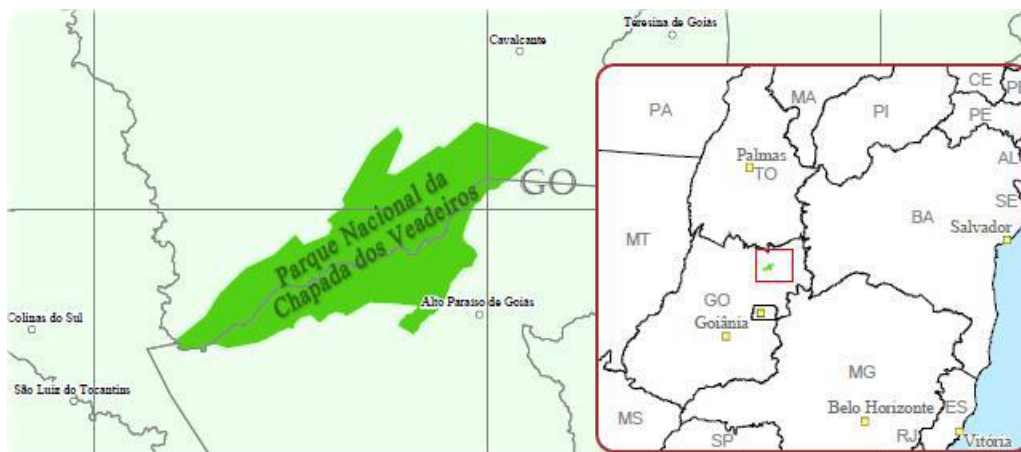 Teresina de Goiás
Cavalcante
GO
Parque Nacional da
Chapada dos Veadeiros
Alto Paraíso de Goiás
Colinas do Sul
São Luíz do Tocantins
PA
MA
CE
PI
PE
Palmas
TO
AL
SE
BA
Salvador
MT
GO
Goiânia
MG
Belo Horizonte
ES
Vitória
MS
SP
RJ